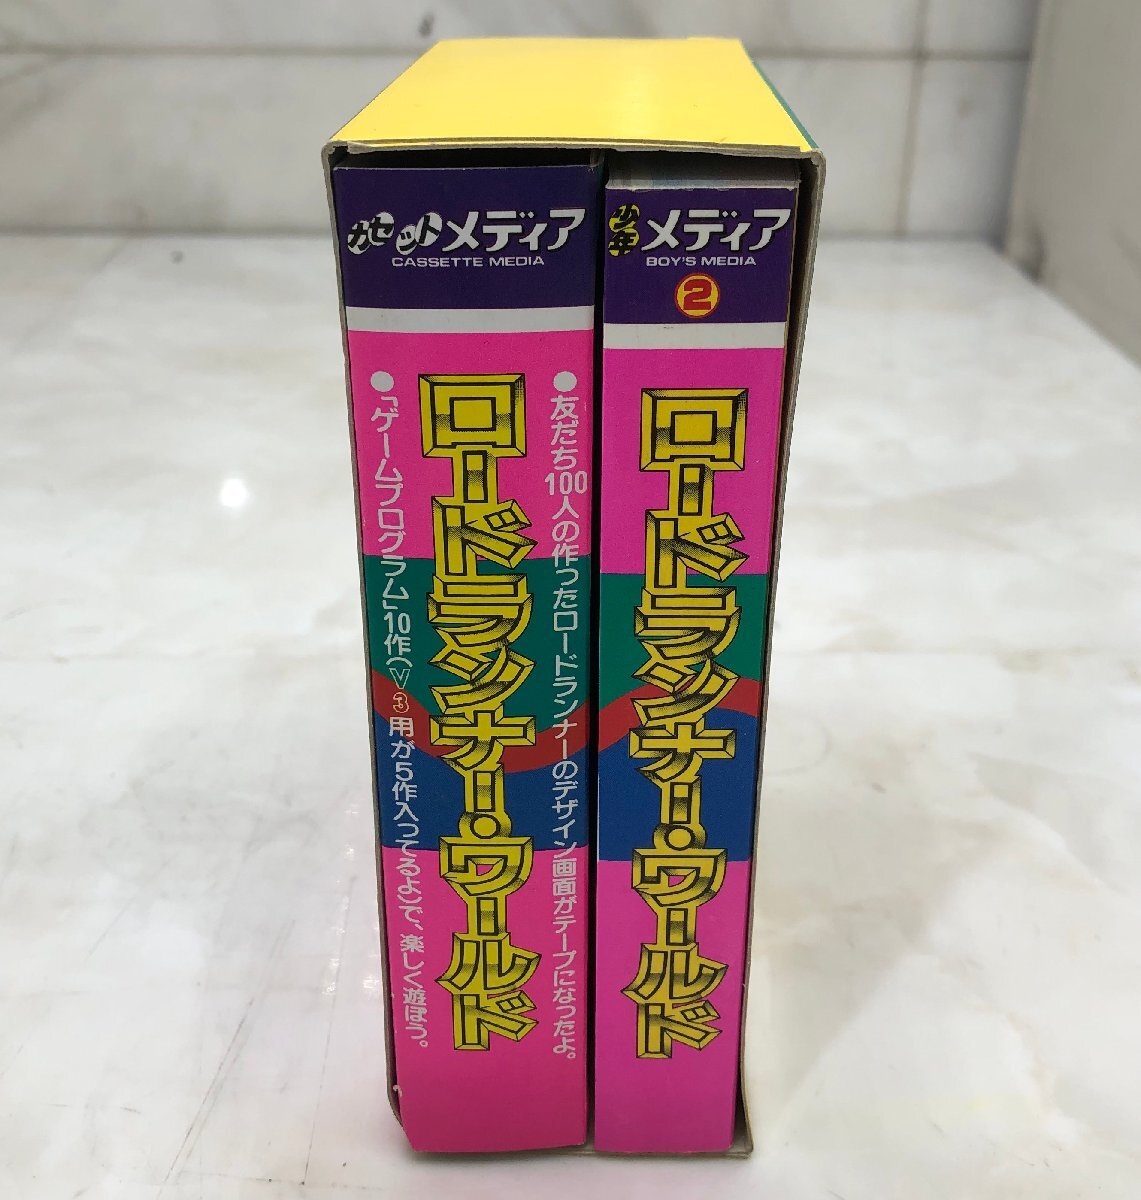 カセットメディア
CASSETTE MEDIA
●友だち100人の作ったロードランナーのデザイン画面がテープになったよ。
ロードランナー・ワールド
●「ゲームプログラム」10作(V3用が5作入ってるよ)で、楽しく遊ぼう。
少年メディア
BOY'S MEDIA
2
ロードランナー・ワールド